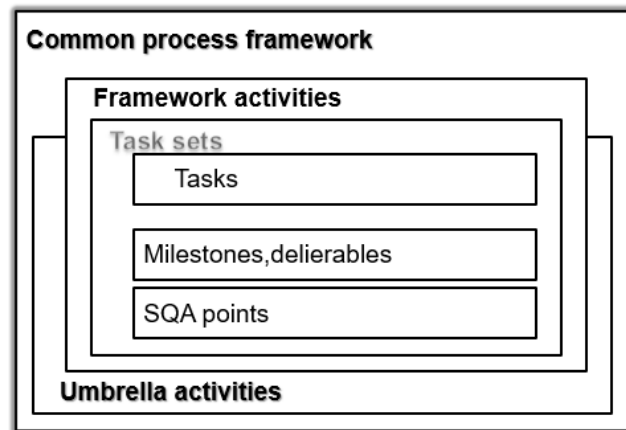 Common process framework
Framework activities
Task sets
Tasks
Milestones,delierables
SQA points
Umbrella activities